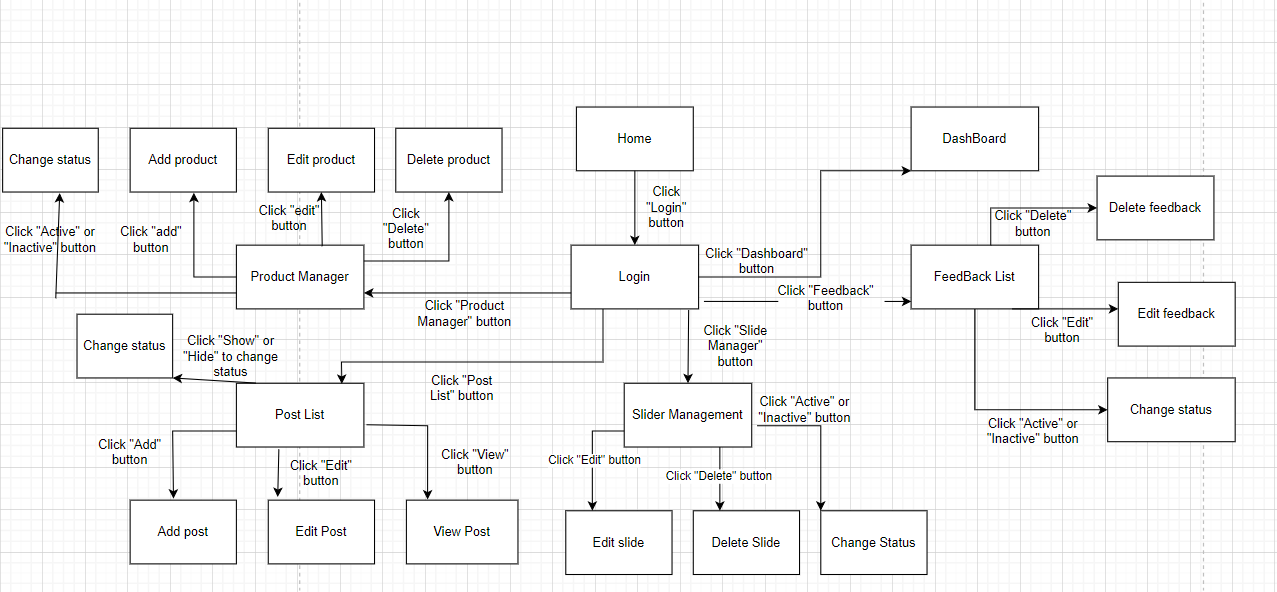 Home
DashBoard
Change status
Add product
Edit product
Delete product
Click
"Login"
button
Delete feedback
Click "Active" or
"Inactive" button
Click "add"
button
Click "edit"
button
Click
"Delete"
button
Click "Delete"
button
Product Manager
Login
Click "Dashboard"
button
FeedBack List
Click "Product
Manager" button
Click "Feedback"
button
Edit feedback
Click "Edit"
button
Change status
Click "Show" or
"Hide" to change
status
Click "Slide
Manager"
button
Click "Post
List" button
Post List
Slider Management
Click "Active" or
"Inactive" button
Change status
Click "Active" or
"Inactive" button
Click "Add"
button
Click "Edit"
button
Click "View"
button
Click "Edit" button
Click "Delete" button
Add post
Edit Post
View Post
Edit slide
Delete Slide
Change Status